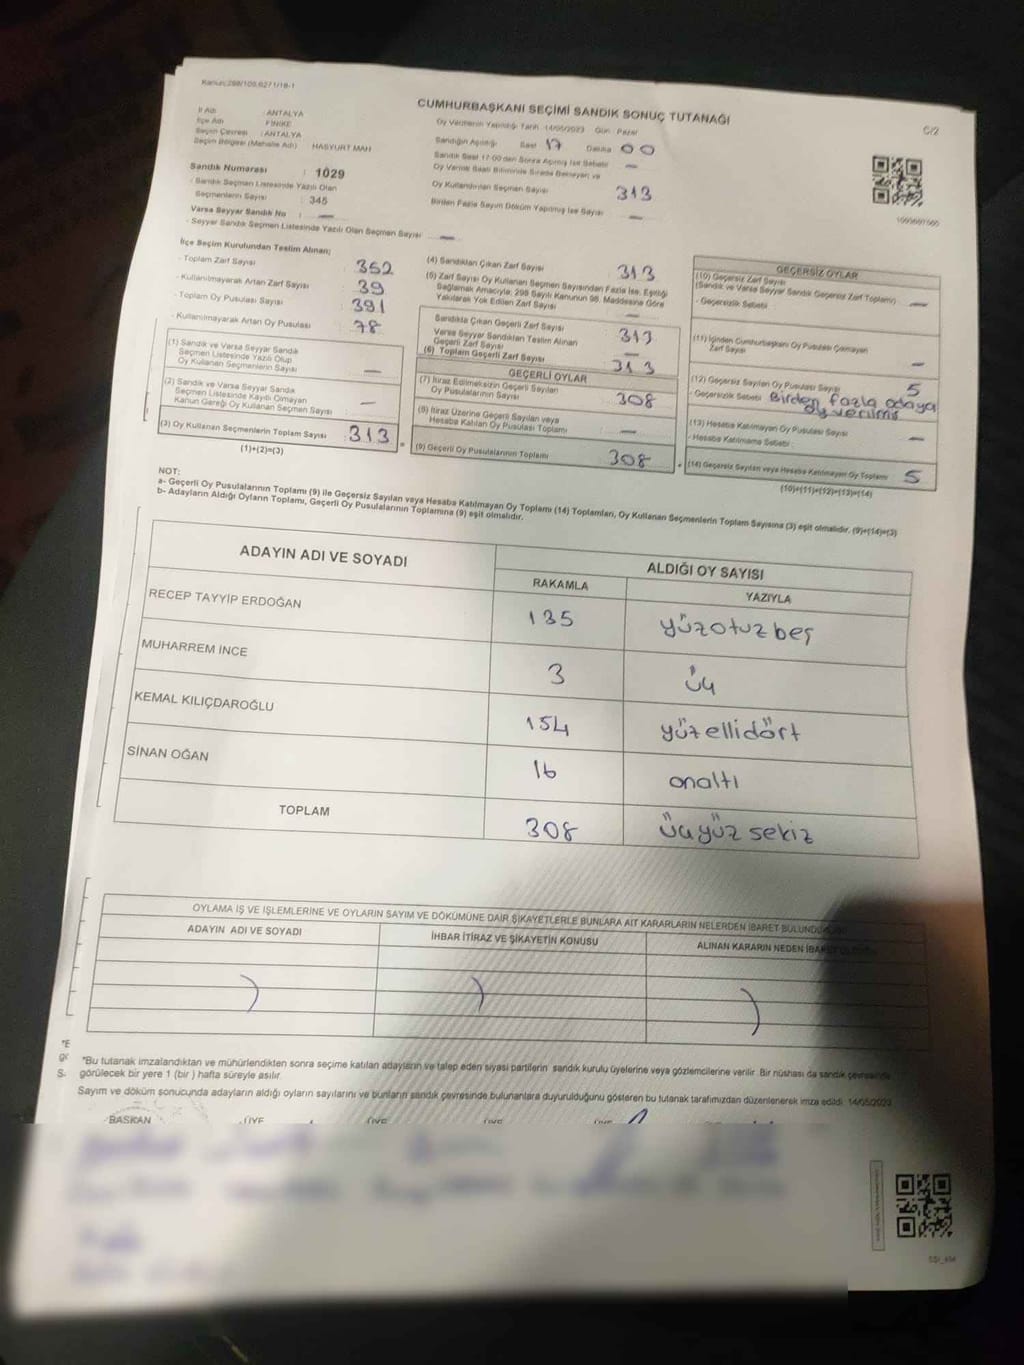 Kanun:298/105,6271/18-1
CUMHURBAŞKANI SEÇİMİ SANDIK SONUÇ TUTANAĞI
C/2
İl Adı : ANTALYA
İlçe Adı : FİNİKE
Seçim Çevresi : ANTALYA
Seçim Bölgesi (Mahalle Adı) HASYURT MAH
Oy Vermenin Yapıldığı Tarih :14/05/2023 Gün : Pazar
Sandığın Açıldığı Saat 17 Dakika 00
Sandık Saat 17:00'den Sonra Açılmış İse Sebebi
Oy Verme Saati Bitiminde Sırada Bekleyen ve —
Oy Kullandırılan Seçmen Sayısı 313
Birden Fazla Sayım Döküm Yapılmış İse Sayısı —
Sandık Numarası : 1029
- Sandık Seçmen Listesinde Yazılı Olan
Seçmenlerin Sayısı : 345
Varsa Seyyar Sandık No : —
- Seyyar Sandık Seçmen Listesinde Yazılı Olan Seçmen Sayısı —
İlçe Seçim Kurulundan Teslim Alınan;
- Toplam Zarf Sayısı 352
- Kullanılmayarak Artan Zarf Sayısı 39
- Toplam Oy Pusulası Sayısı 391
- Kullanılmayarak Artan Oy Pusulası 78
(1) Sandık ve Varsa Seyyar Sandık
Seçmen Listesinde Yazılı Olup
Oy Kullanan Seçmenlerin Sayısı —
(2) Sandık ve Varsa Seyyar Sandık
Seçmen Listesinde Kayıtlı Olmayan
Kanun Gereği Oy Kullanan Seçmen Sayısı —
(3) Oy Kullanan Seçmenlerin Toplam Sayısı : 313
(1)+(2)=(3)
(4) Sandıktan Çıkan Zarf Sayısı 313
(5) Zarf Sayısı Oy Kullanan Seçmen Sayısından Fazla İse, Eşitliği
Sağlamak Amacıyla; 298 Sayılı Kanunun 98. Maddesine Göre
Yakılarak Yok Edilen Zarf Sayısı —
Sandıkta Çıkan Geçerli Zarf Sayısı 313
Varsa Seyyar Sandıktan Teslim Alınan
Geçerli Zarf Sayısı —
(6) Toplam Geçerli Zarf Sayısı 313
GEÇERLİ OYLAR
(7) İtiraz Edilmeksizin Geçerli Sayılan
Oy Pusulalarının Sayısı 308
(8) İtiraz Üzerine Geçerli Sayılan veya
Hesaba Katılan Oy Pusulası Toplamı —
(9) Geçerli Oy Pusulalarının Toplamı 308
GEÇERSİZ OYLAR
(10) Geçersiz Zarf Sayısı
(Sandık ve Varsa Seyyar Sandık Geçersiz Zarf Toplamı) —
- Geçersizlik Sebebi :
(11) İçinden Cumhurbaşkanı Oy Pusulası Çıkmayan
Zarf Sayısı —
(12) Geçersiz Sayılan Oy Pusulası Sayısı 5
- Geçersizlik Sebebi : Birden fazla adaya
oy verilmiş
(13) Hesaba Katılmayan Oy Pusulası Sayısı —
- Hesaba Katılmama Sebebi :
(14) Geçersiz Sayılan veya Hesaba Katılmayan Oy Toplamı 5
(10)+(11)+(12)+(13)=(14)
NOT:
a- Geçerli Oy Pusulalarının Toplamı (9) ile Geçersiz Sayılan veya Hesaba Katılmayan Oy Toplamı (14) Toplamları, Oy Kullanan Seçmenlerin Toplam Sayısına (3) eşit olmalıdır. (9)+(14)=(3)
b- Adayların Aldığı Oyların Toplamı, Geçerli Oy Pusulalarının Toplamına (9) eşit olmalıdır.
ADAYIN ADI VE SOYADI ALDIĞI OY SAYISI
RAKAMLA YAZIYLA
RECEP TAYYİP ERDOĞAN 135 yüzotuzbeş
MUHARREM İNCE 3 üç
KEMAL KILIÇDAROĞLU 154 yüzellidört
SİNAN OĞAN 16 onaltı
TOPLAM 308 üçyüz sekiz
OYLAMA İŞ VE İŞLEMLERİNE VE OYLARIN SAYIM VE DÖKÜMÜNE DAİR ŞİKAYETLERLE BUNLARA AİT KARARLARIN NELERDEN İBARET BULUNDUĞU
ADAYIN ADI VE SOYADI İHBAR İTİRAZ VE ŞİKAYETİN KONUSU ALINAN KARARIN NEDEN İBARET OLDUĞU
*Bu tutanak imzalandıktan ve mühürlendikten sonra seçime katılan adayların ve talep eden siyasi partilerin sandık kurulu üyelerine veya gözlemcilerine verilir. Bir nüshası da sandık çevresinde
görülecek bir yere 1 (bir ) hafta süreyle asılır.
Sayım ve döküm sonucunda adayların aldığı oyların sayılarını ve bunların sandık çevresinde bulunanlara duyurulduğunu gösteren bu tutanak tarafımızdan düzenlenerek imza edildi. 14/05/2023
BAŞKAN ÜYE ÜYE ÜYE ÜYE